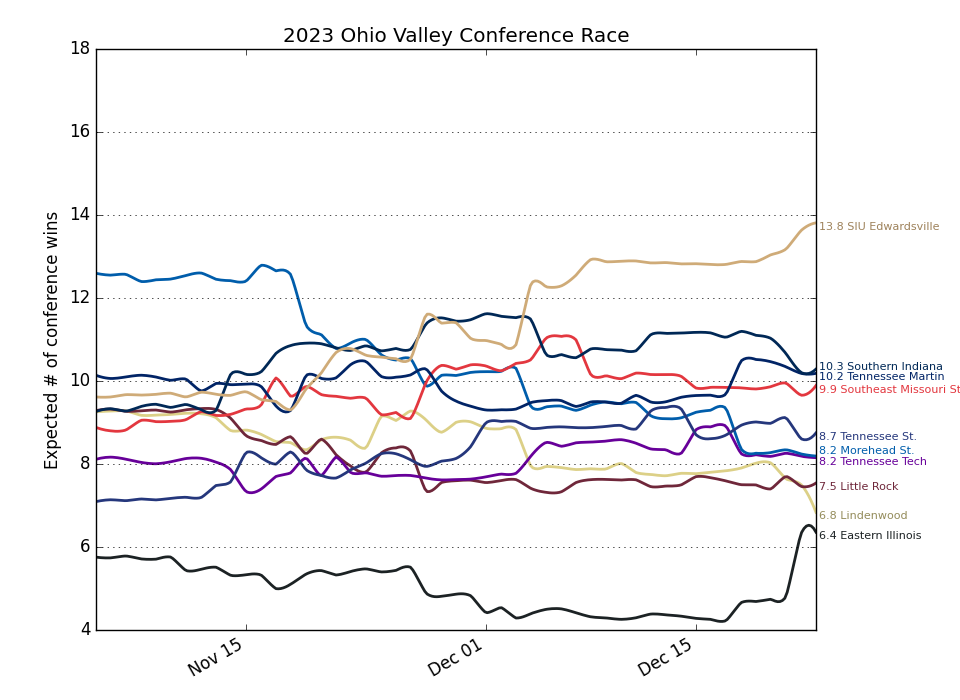 2023 Ohio Valley Conference Race
Expected # of conference wins
18
16
14
12
10
8
6
4
Nov 15
Dec 01
Dec 15
13.8 SIU Edwardsville
10.3 Southern Indiana
10.2 Tennessee Martin
9.9 Southeast Missouri St
8.7 Tennessee St.
8.2 Morehead St.
8.2 Tennessee Tech
7.5 Little Rock
6.8 Lindenwood
6.4 Eastern Illinois